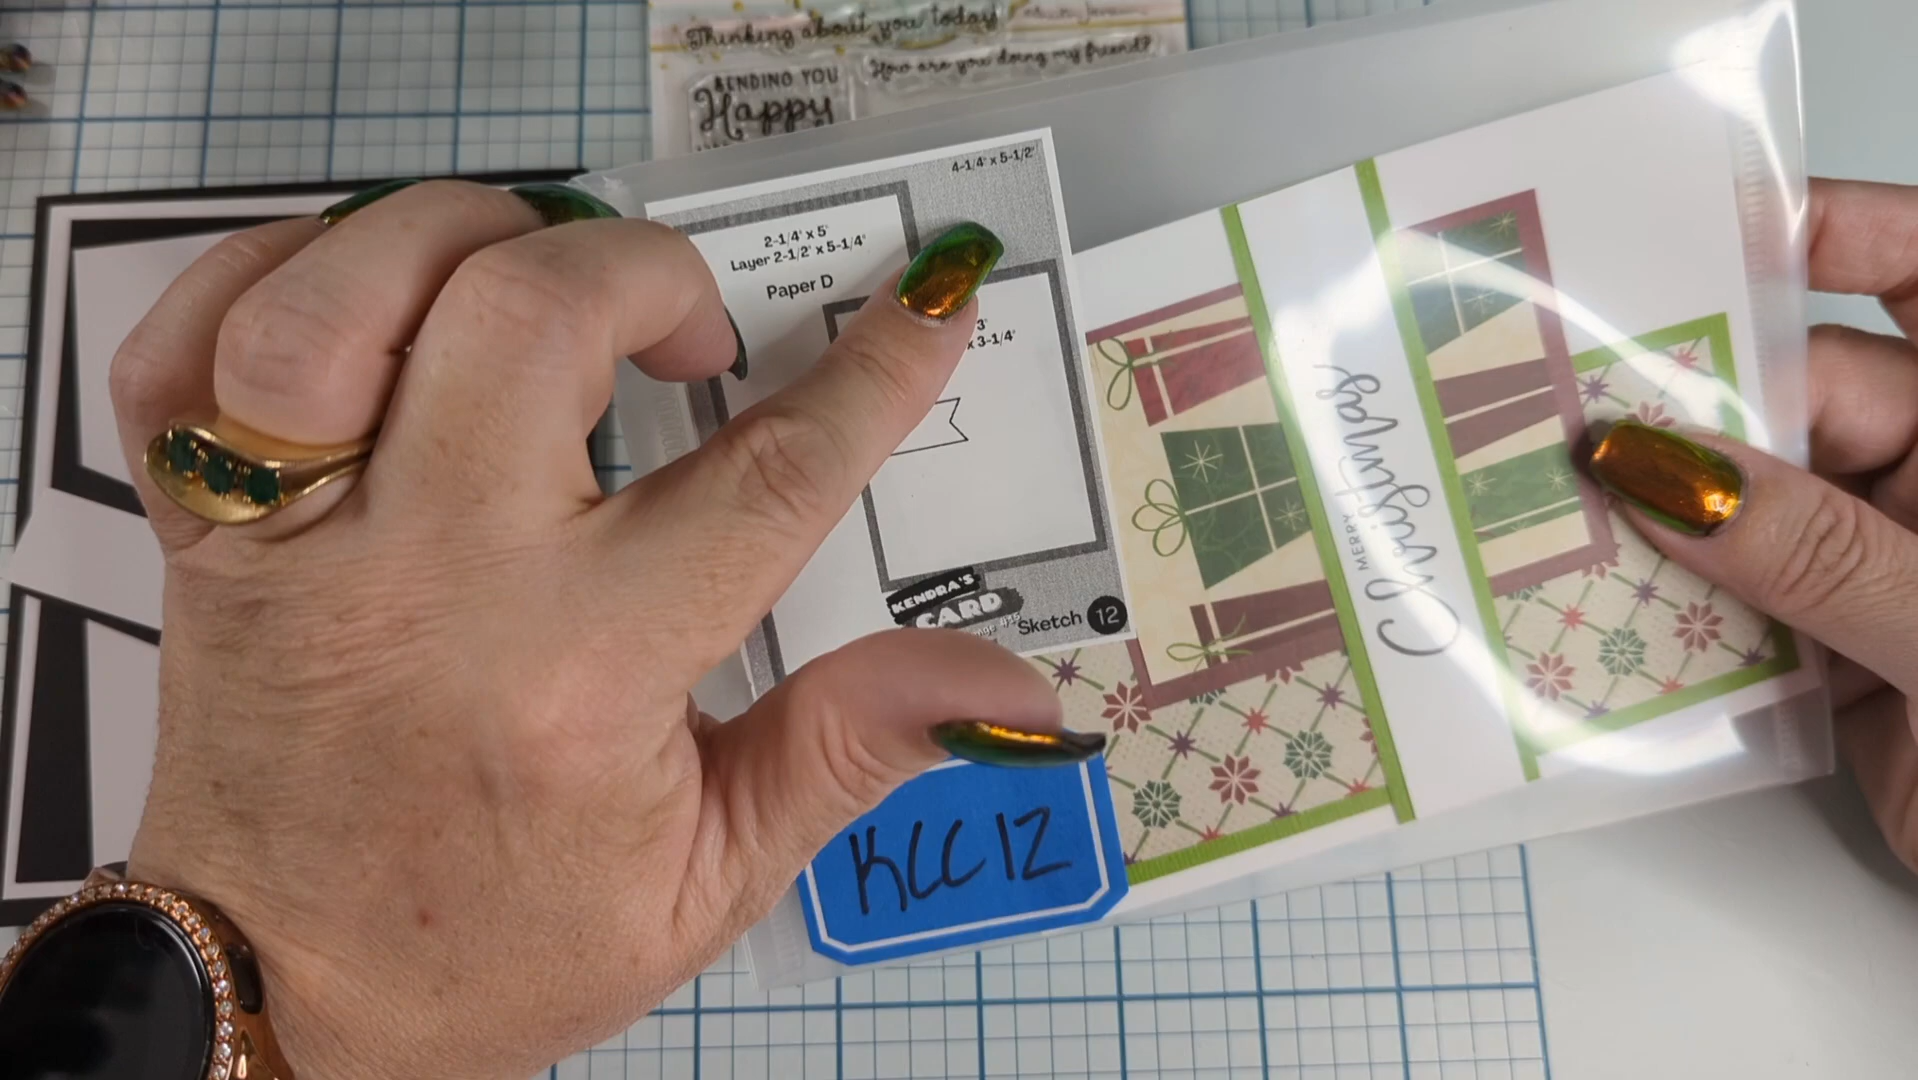 Thinking about you today
SENDING YOU
Happy
How are you doing my friend?
4-1/4" x 5-1/2"
2-1/4" x 5"
Layer 2-1/2" x 5-1/4"
Paper D
3"
x 3-1/4"
KENDRA'S
CARD
Sketch 12
MERRY
Christmas
KCC 12